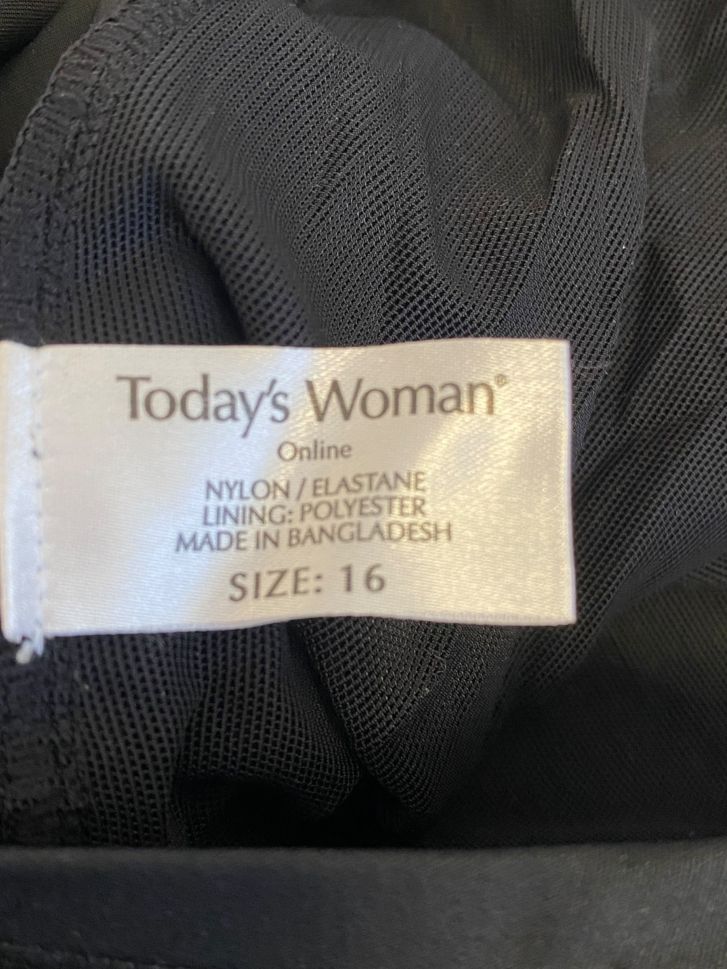 Today's Woman®
Online
NYLON / ELASTANE
LINING: POLYESTER
MADE IN BANGLADESH
SIZE: 16